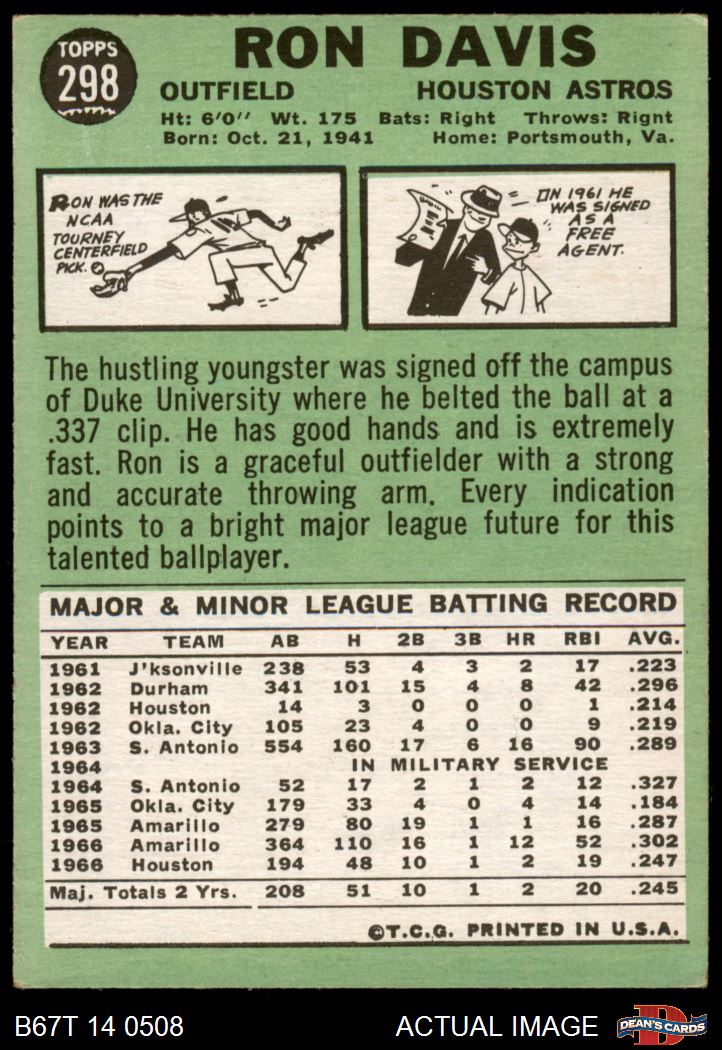 TOPPS
298
RON DAVIS
OUTFIELD HOUSTON ASTROS
Ht: 6'0'' Wt. 175 Bats: Right Throws: Rignt
Born: Oct. 21, 1941 Home: Portsmouth, Va.
RON WAS THE
NCAA
TOURNEY
CENTERFIELD
PICK.
ON 1961 HE
WAS SIGNED
AS A
FREE
AGENT.
The hustling youngster was signed off the campus
of Duke University where he belted the ball at a
.337 clip. He has good hands and is extremely
fast. Ron is a graceful outfielder with a strong
and accurate throwing arm. Every indication
points to a bright major league future for this
talented ballplayer.
MAJOR & MINOR LEAGUE BATTING RECORD
YEAR TEAM AB H 2B 3B HR RBI AVG.
1961 J'ksonville 238 53 4 3 2 17 .223
1962 Durham 341 101 15 4 8 42 .296
1962 Houston 14 3 0 0 0 1 .214
1962 Okla. City 105 23 4 0 0 9 .219
1963 S. Antonio 554 160 17 6 16 90 .289
1964 IN MILITARY SERVICE
1964 S. Antonio 52 17 2 1 2 12 .327
1965 Okla. City 179 33 4 0 4 14 .184
1965 Amarillo 279 80 19 1 1 16 .287
1966 Amarillo 364 110 16 1 12 52 .302
1966 Houston 194 48 10 1 2 19 .247
Maj. Totals 2 Yrs. 208 51 10 1 2 20 .245
©T.C.G. PRINTED IN U.S.A.
B67T 14 0508 ACTUAL IMAGE
D
DEAN'S CARDS